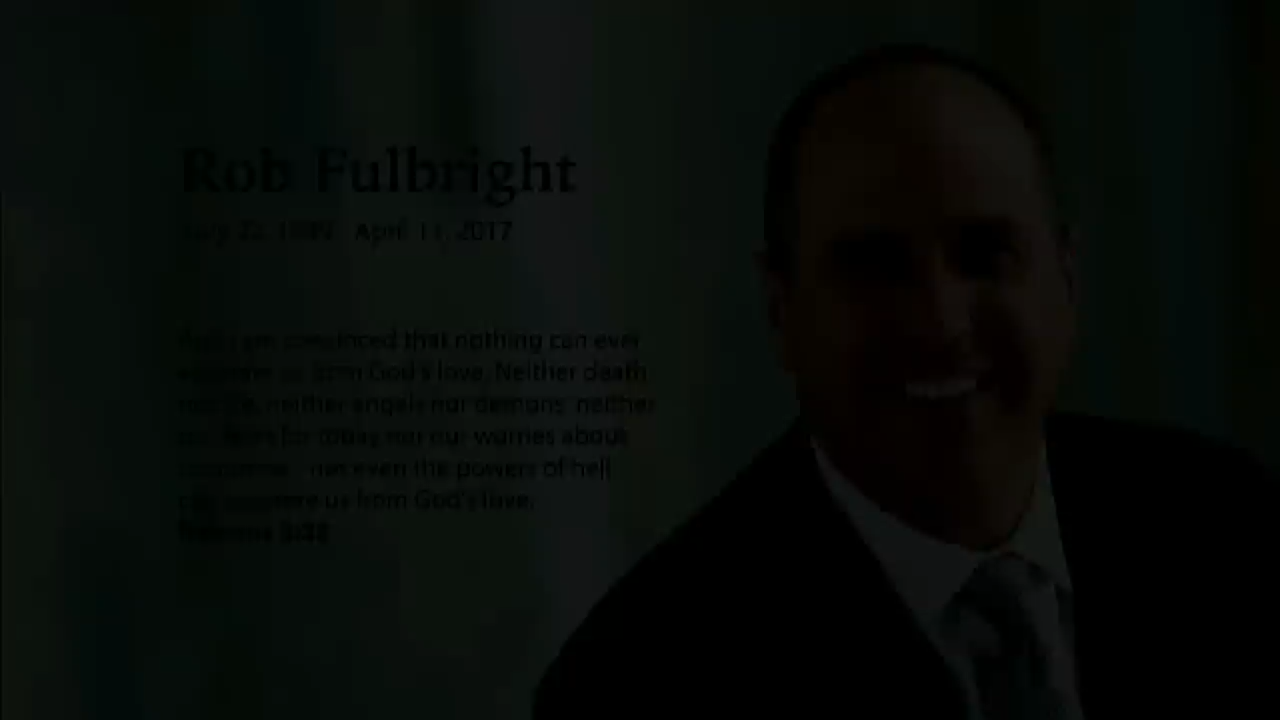 Rob Fulbright
April 11, 2017
convinced that nothing can ever
us from God's love. Neither death
neither angels nor demons, neither
for today nor our worries about
not even the powers of hell
can separate us from God's love.
Romans 8:38